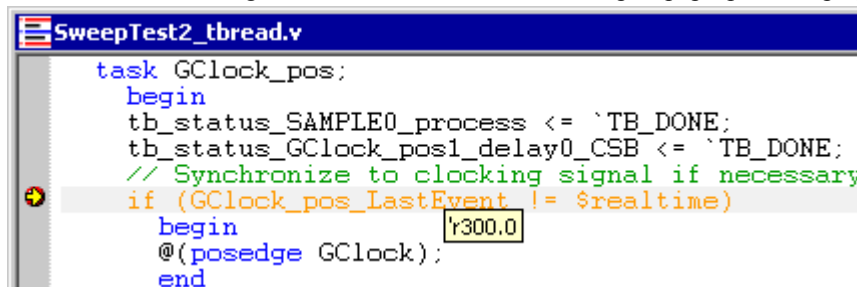 SweepTest2_tbread.v
task GClock_pos;
begin
tb_status_SAMPLE0_process <= `TB_DONE;
tb_status_GClock_pos1_delay0_CSB <= `TB_DONE;
// Synchronize to clocking signal if necessary
if (GClock_pos_LastEvent != $realtime)
begin
'r300.0
@(posedge GClock);
end